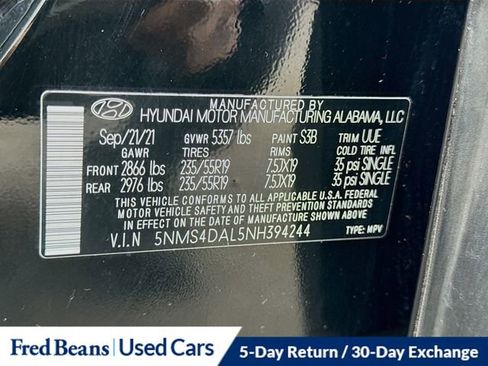 MANUFACTURED BY
HYUNDAI MOTOR MANUFACTURING ALABAMA, LLC
Sep/21/21 GVWR 5357 lbs PAINT S3B TRIM UUE
GAWR TIRES RIMS COLD TIRE INFL
FRONT 2866 lbs 235/55R19 7.5JX19 35 psi SINGLE
REAR 2976 lbs 235/55R19 7.5JX19 35 psi SINGLE
THIS VEHICLE CONFORMS TO ALL APPLICABLE U.S.A. FEDERAL
MOTOR VEHICLE SAFETY AND THEFT PREVENTION STANDARDS
IN EFFECT ON THE DATE OF MANUFACTURE SHOWN ABOVE.
V.I.N 5NMS4DAL5NH394244 TYPE: MPV
Fred Beans | Used Cars 5-Day Return / 30-Day Exchange